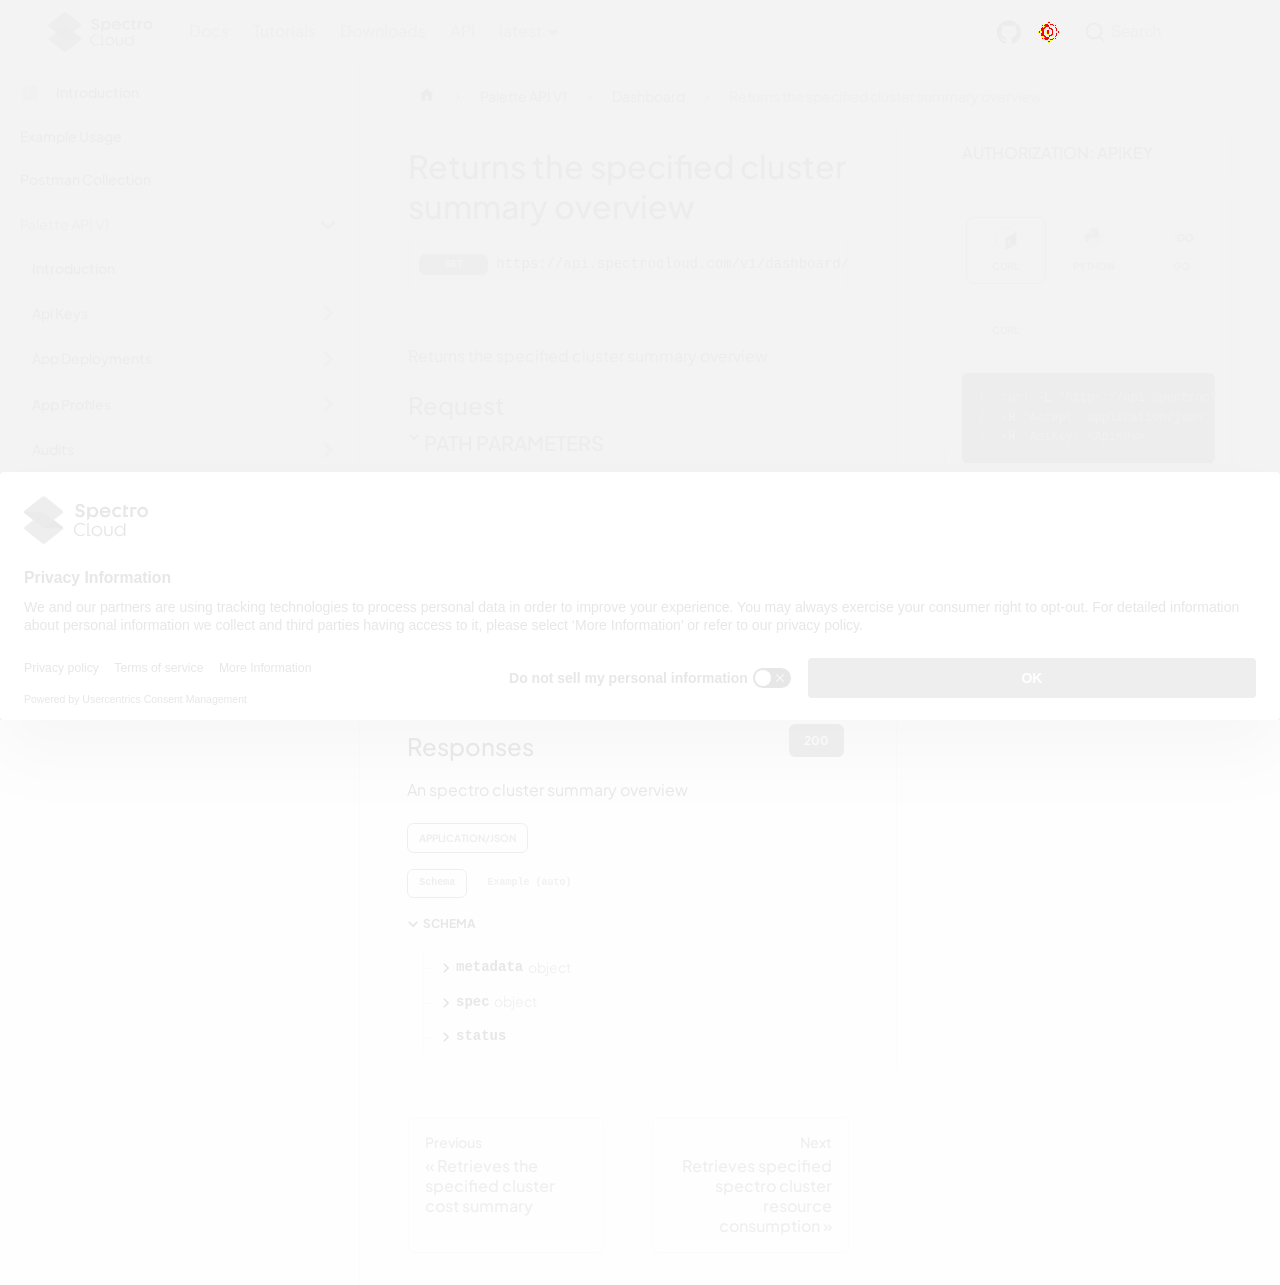 Spectro Cloud
Docs Tutorials Downloads API latest
Search
Introduction
Example Usage
Postman Collection
Palette API V1
Introduction
Api Keys
App Deployments
App Profiles
Audits
Palette API V1 Dashboard Returns the specified cluster summary overview
Returns the specified cluster
summary overview
GET https://api.spectrocloud.com/v1/dashboard/
Returns the specified cluster summary overview
Request
PATH PARAMETERS
AUTHORIZATION: APIKEY
CURL PYTHON GO
CURL
Spectro
Cloud
Privacy Information
We and our partners are using tracking technologies to process personal data in order to improve your experience. You may always exercise your consumer right to opt-out. For detailed information
about personal information we collect and third parties having access to it, please select 'More Information' or refer to our privacy policy.
Privacy policy Terms of service More Information
Do not sell my personal information
OK
Powered by Usercentrics Consent Management
Responses
200
An spectro cluster summary overview
APPLICATION/JSON
Schema Example (auto)
SCHEMA
metadata object
spec object
status
Previous
« Retrieves the
specified cluster
cost summary
Next
Retrieves specified
spectro cluster
resource
consumption »